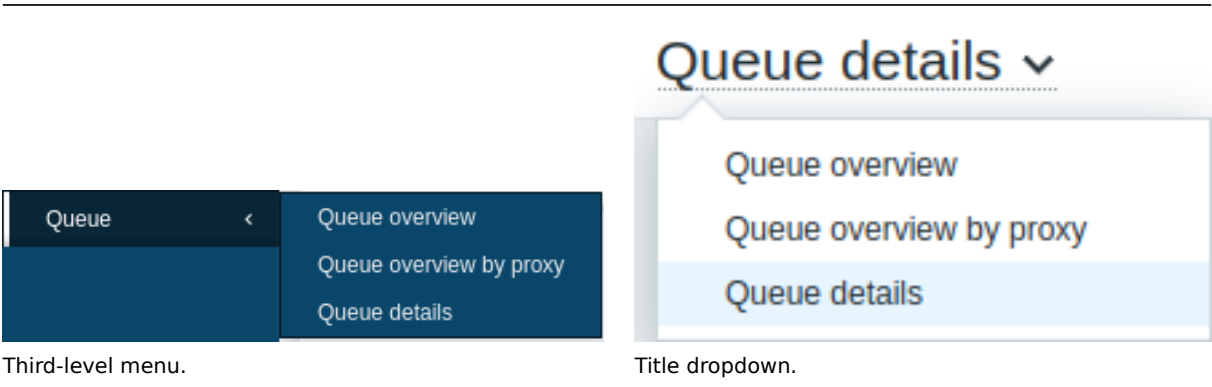 Queue
Queue overview
Queue overview by proxy
Queue details
Third-level menu.
Queue details
Queue overview
Queue overview by proxy
Queue details
Title dropdown.